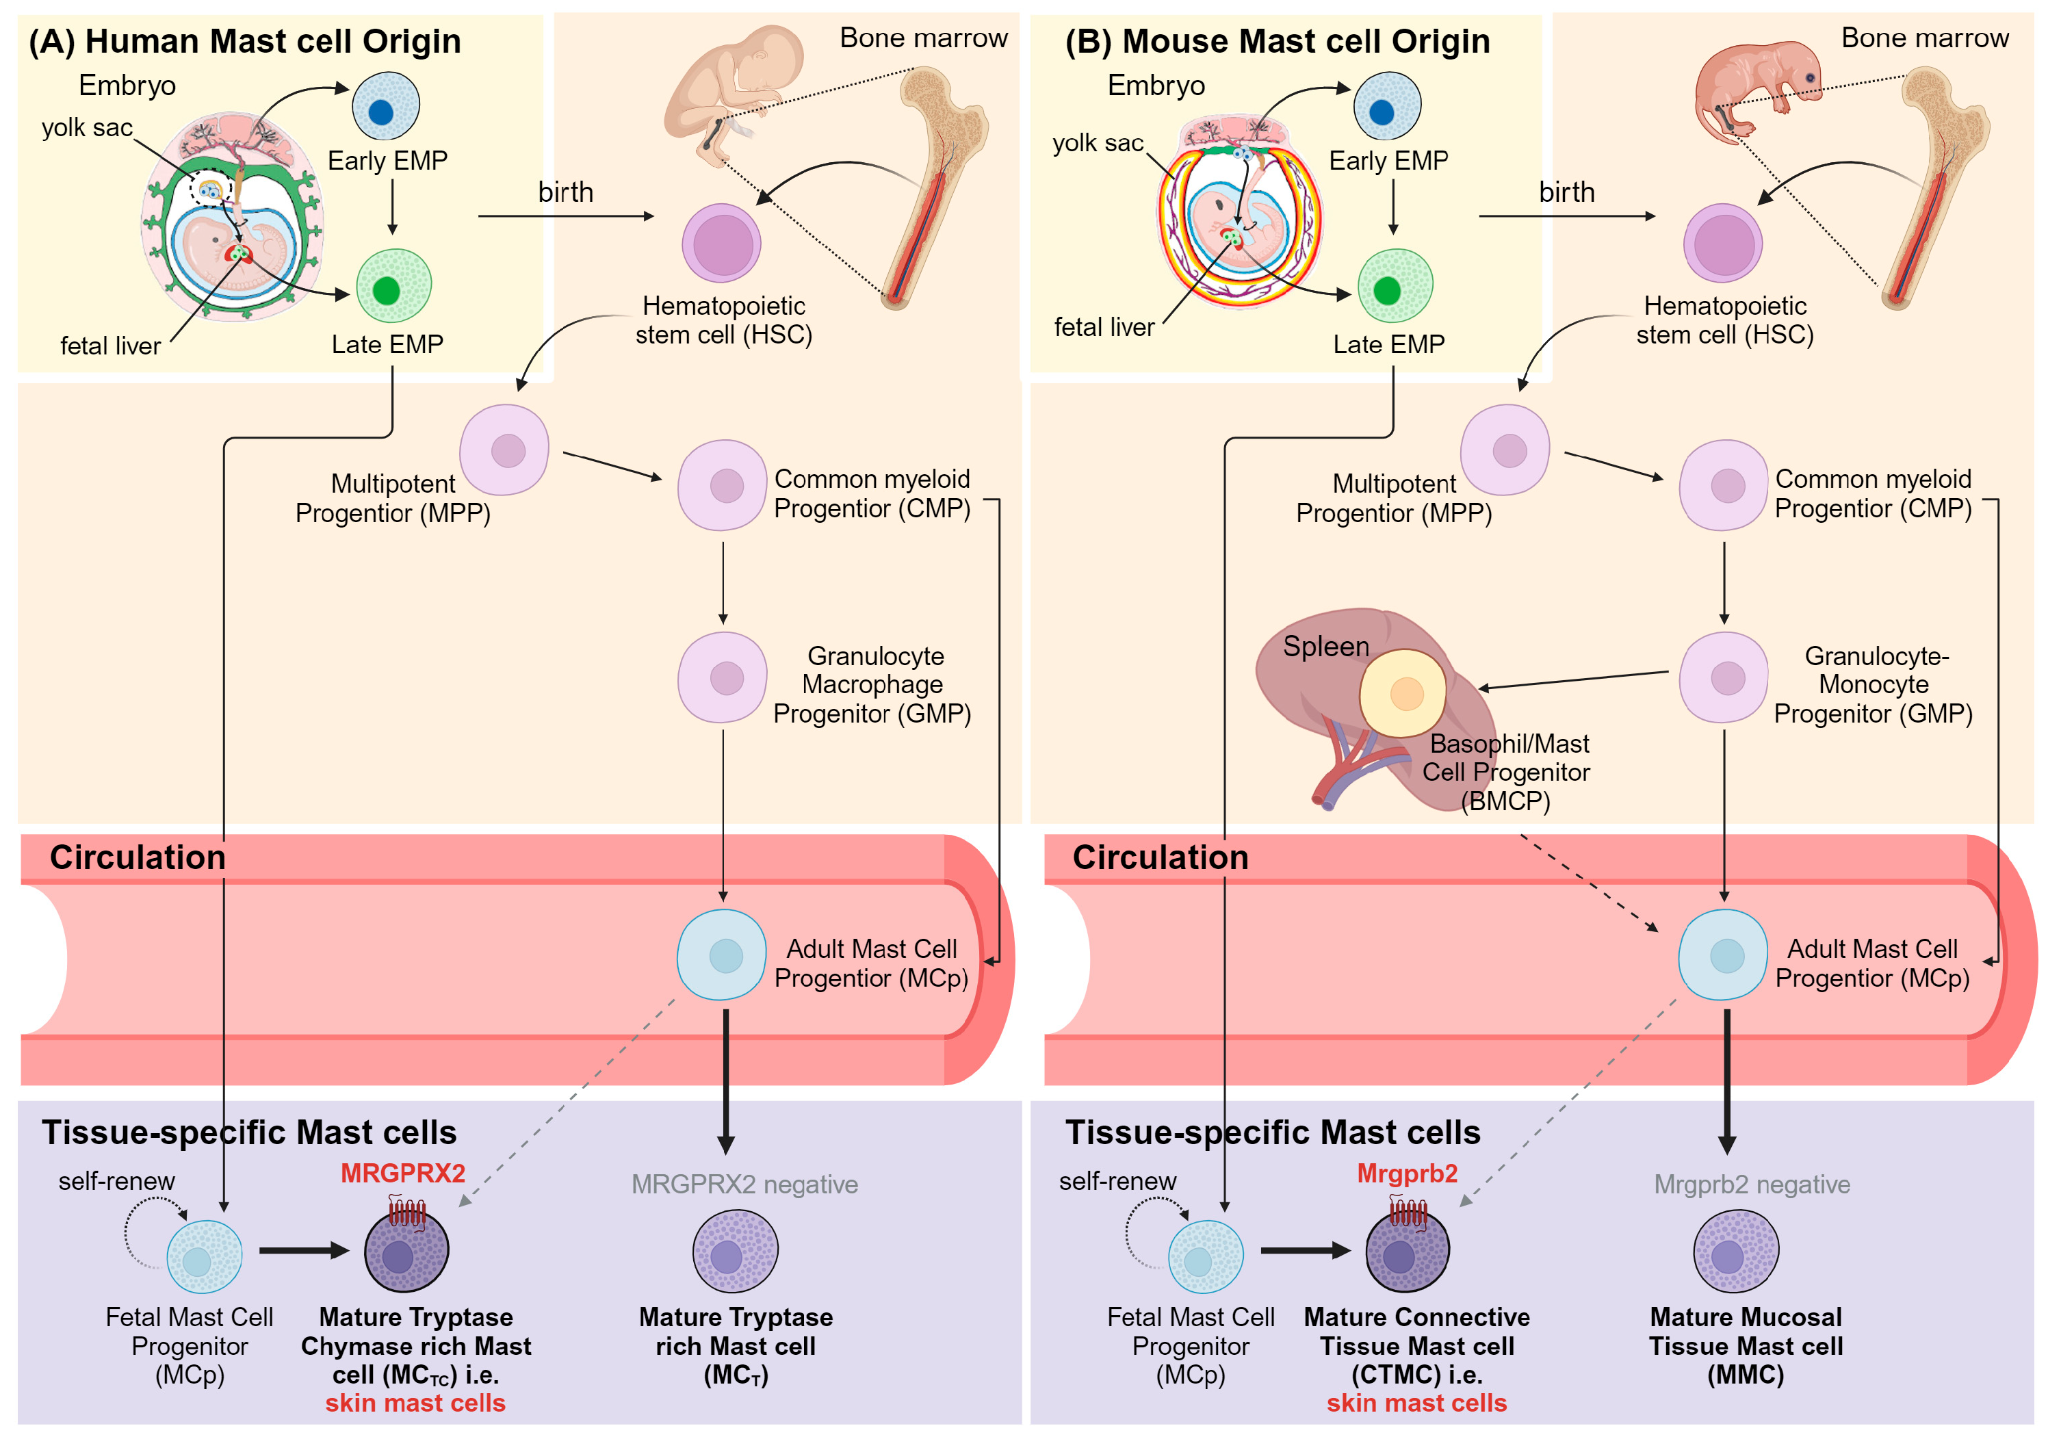 (A) Human Mast cell Origin
Embryo
yolk sac
Early EMP
fetal liver
Late EMP
birth
Bone marrow
Hematopoietic
stem cell (HSC)
Multipotent
Progentior (MPP)
Common myeloid
Progentior (CMP)
Granulocyte
Macrophage
Progenitor (GMP)
Circulation
Adult Mast Cell
Progentior (MCp)
Tissue-specific Mast cells
self-renew
MRGPRX2
MRGPRX2 negative
Fetal Mast Cell
Progenitor
(MCp)
Mature Tryptase
Chymase rich Mast
cell (MCTC) i.e.
skin mast cells
Mature Tryptase
rich Mast cell
(MCT)
(B) Mouse Mast cell Origin
Embryo
yolk sac
Early EMP
fetal liver
Late EMP
birth
Bone marrow
Hematopoietic
stem cell (HSC)
Multipotent
Progentior (MPP)
Common myeloid
Progentior (CMP)
Spleen
Granulocyte-
Monocyte
Progenitor (GMP)
Basophil/Mast
Cell Progenitor
(BMCP)
Circulation
Adult Mast Cell
Progentior (MCp)
Tissue-specific Mast cells
self-renew
Mrgprb2
Mrgprb2 negative
Fetal Mast Cell
Progenitor
(MCp)
Mature Connective
Tissue Mast cell
(CTMC) i.e.
skin mast cells
Mature Mucosal
Tissue Mast cell
(MMC)